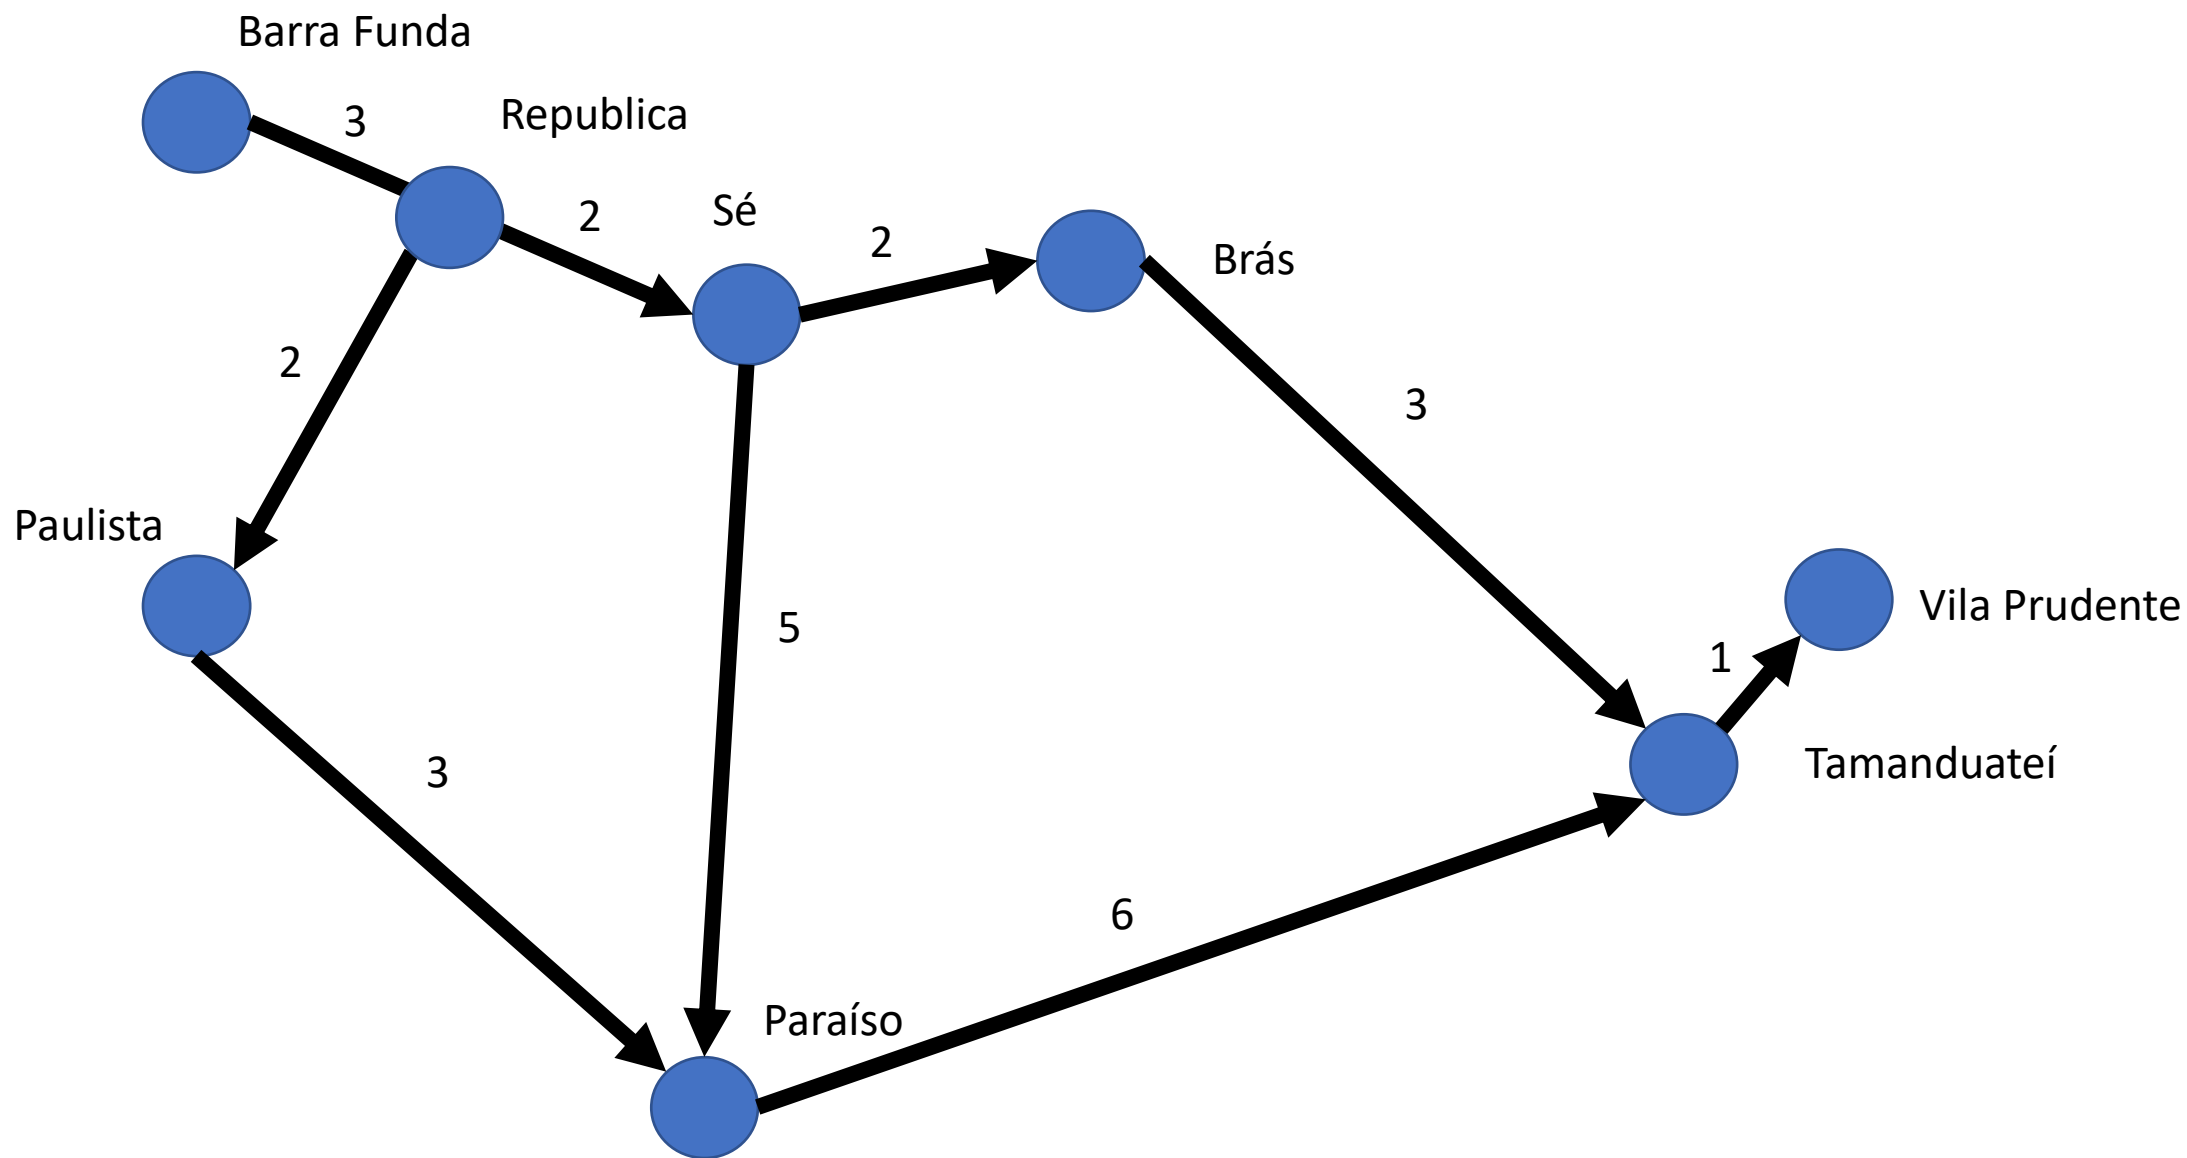 Barra Funda
3
Republica
2
Sé
2
Brás
2
3
Paulista
5
1
Vila Prudente
3
Tamanduateí
6
Paraíso